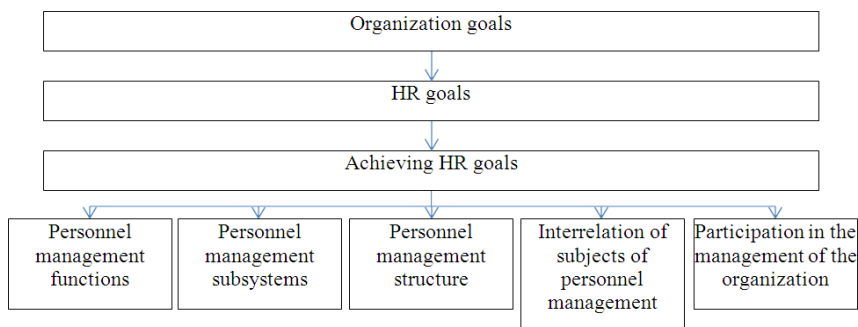 Organization goals
HR goals
Achieving HR goals
Personnel
management
functions
Personnel
management
subsystems
Personnel
management
structure
Interrelation of
subjects of
personnel
management
Participation in the
management of the
organization